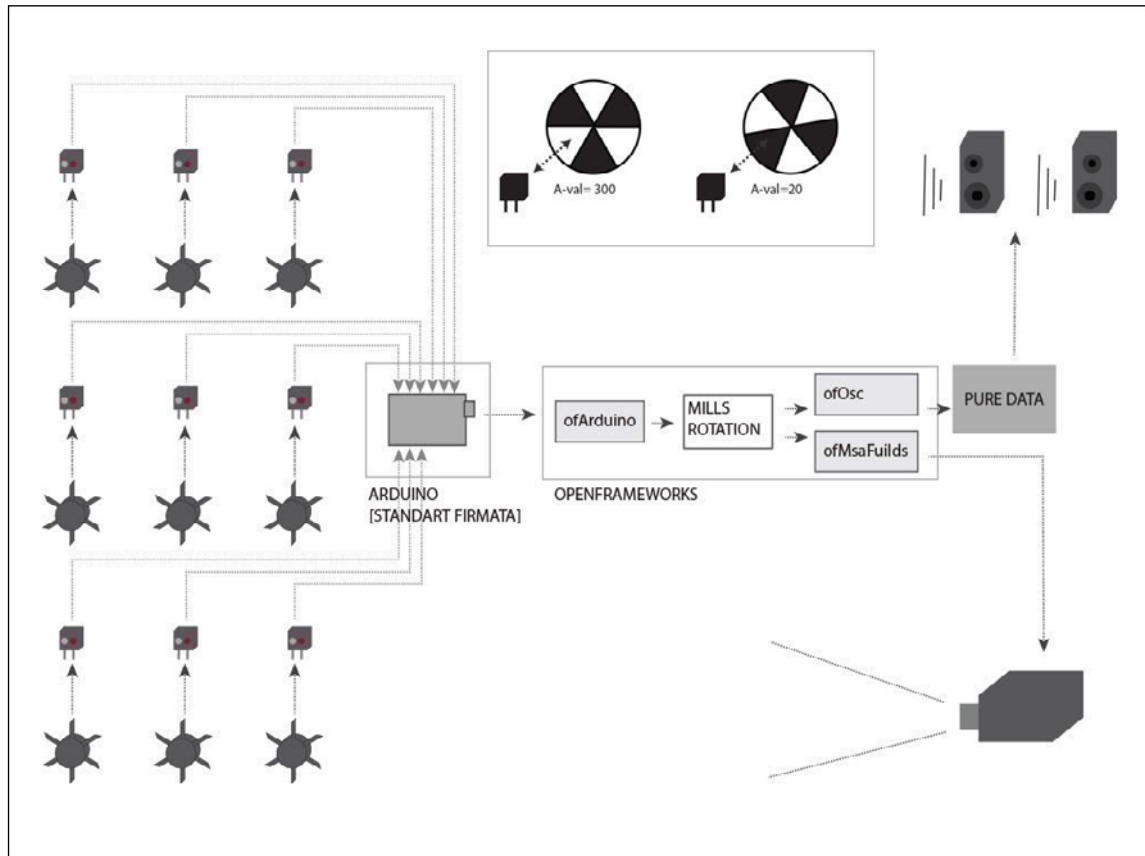 A-val= 300
A-val=20
ofArduino
MILLS
ROTATION
ofOsc
ofMsaFuilds
PURE DATA
ARDUINO
[STANDART FIRMATA]
OPENFRAMEWORKS